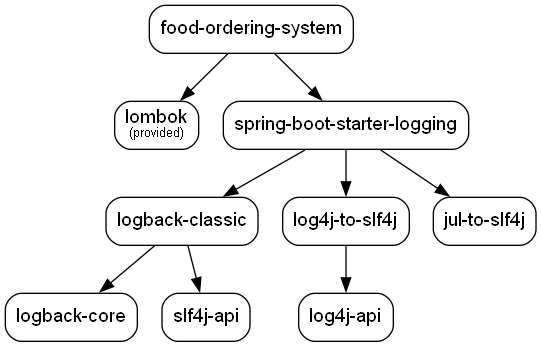 food-ordering-system
lombok
(provided)
spring-boot-starter-logging
logback-classic
log4j-to-slf4j
jul-to-slf4j
logback-core
slf4j-api
log4j-api